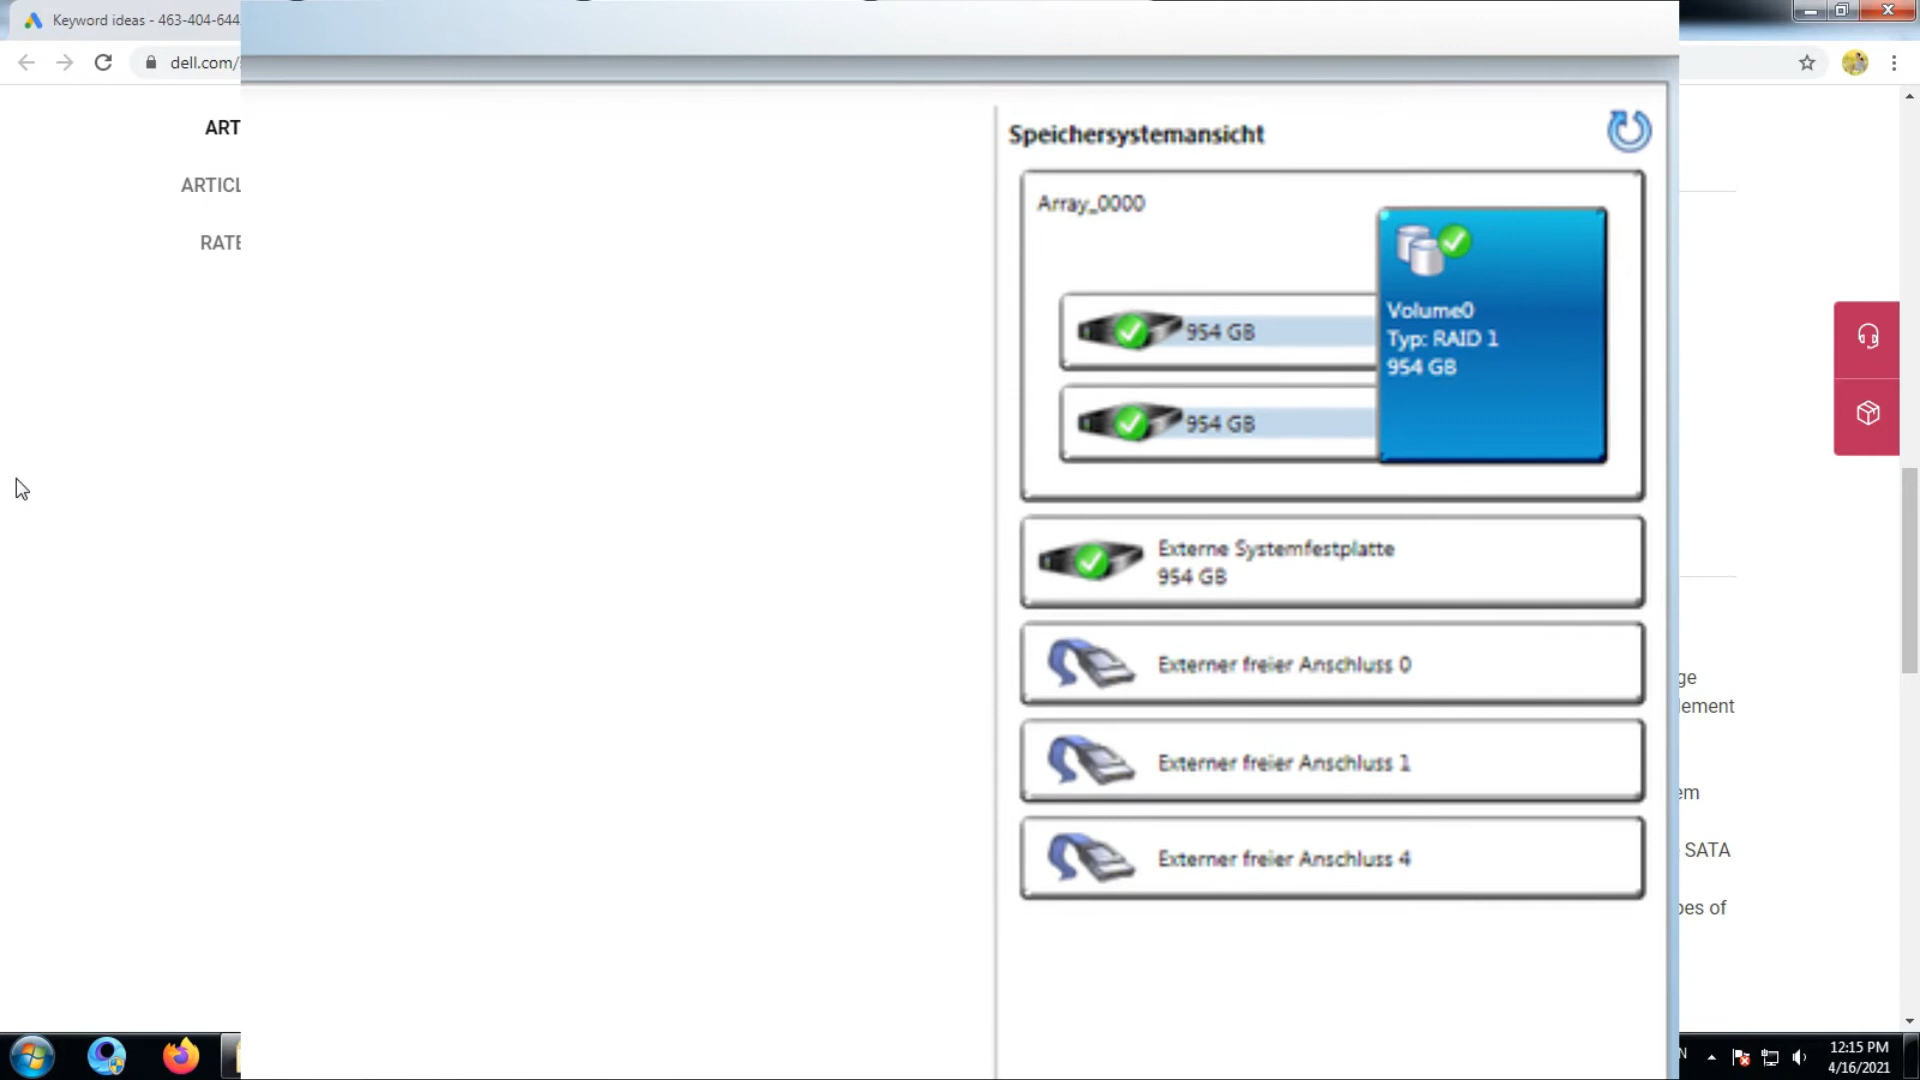 Keyword ideas - 463-404-644
dell.com/
ART
ARTICL
RATE
Speichersystemansicht
Array_0000
954 GB
954 GB
Volume0
Typ: RAID 1
954 GB
Externe Systemfestplatte
954 GB
Externer freier Anschluss 0
Externer freier Anschluss 1
Externer freier Anschluss 4
ge
lement
em
SATA
pes of
N
12:15 PM
4/16/2021